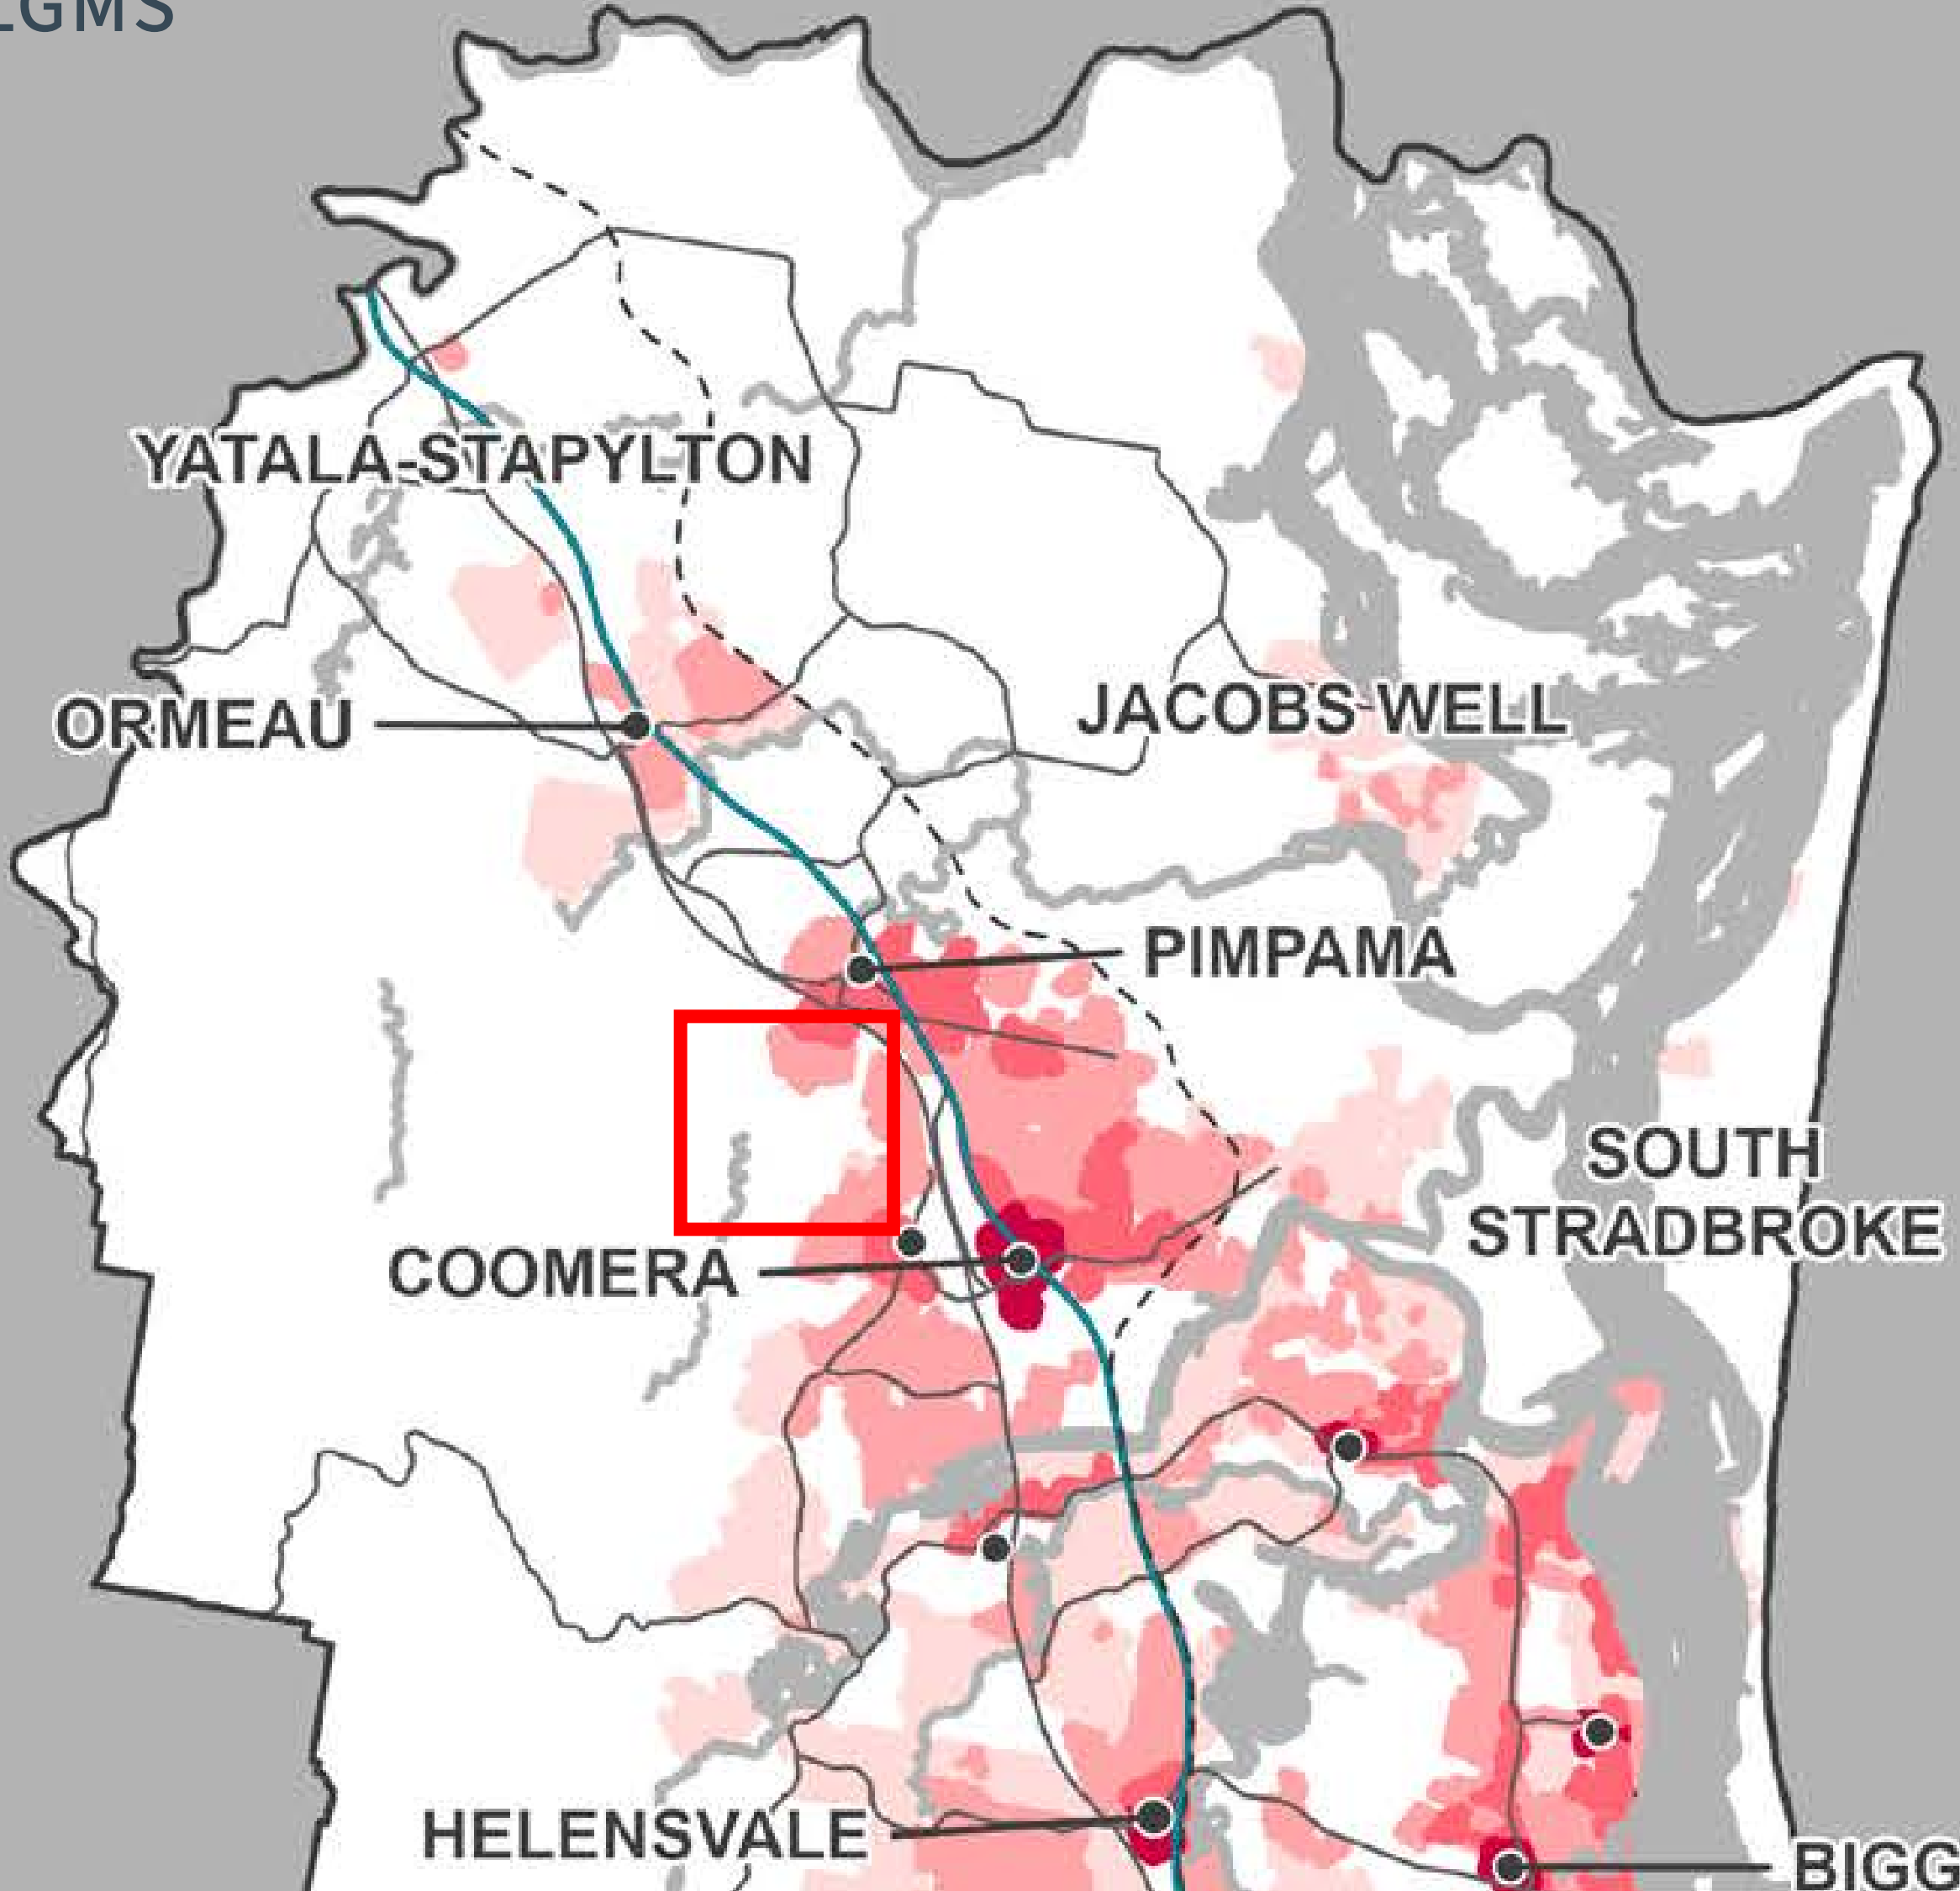 LGMS
YATALA-STAPYLTON
ORMEAU
JACOBS WELL
PIMPAMA
SOUTH
STRADBROKE
COOMERA
HELENSVALE
BIGG